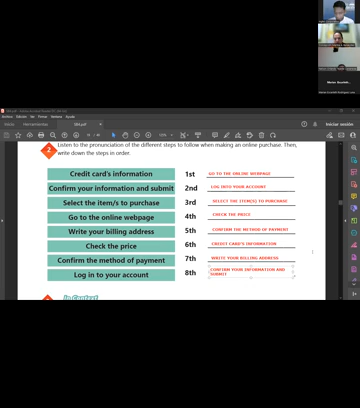 Inicio
Herramientas
Iniciar sesión
2
Listen to the pronunciation of the different steps to follow when making an online purchase. Then,
write down the steps in order.
Credit card's information
1st
GO TO THE ONLINE WEBPAGE
Confirm your information and submit
2nd
LOG INTO YOUR ACCOUNT
Select the item/s to purchase
3rd
SELECT THE ITEM(S) TO PURCHASE
Go to the online webpage
4th
CHECK THE PRICE
Write your billing address
5th
CONFIRM THE METHOD OF PAYMENT
Check the price
6th
CREDIT CARD'S INFORMATION
Confirm the method of payment
7th
WRITE YOUR BILLING ADDRESS
Log in to your account
8th
CONFIRM YOUR INFORMATION AND
SUBMIT
In Context